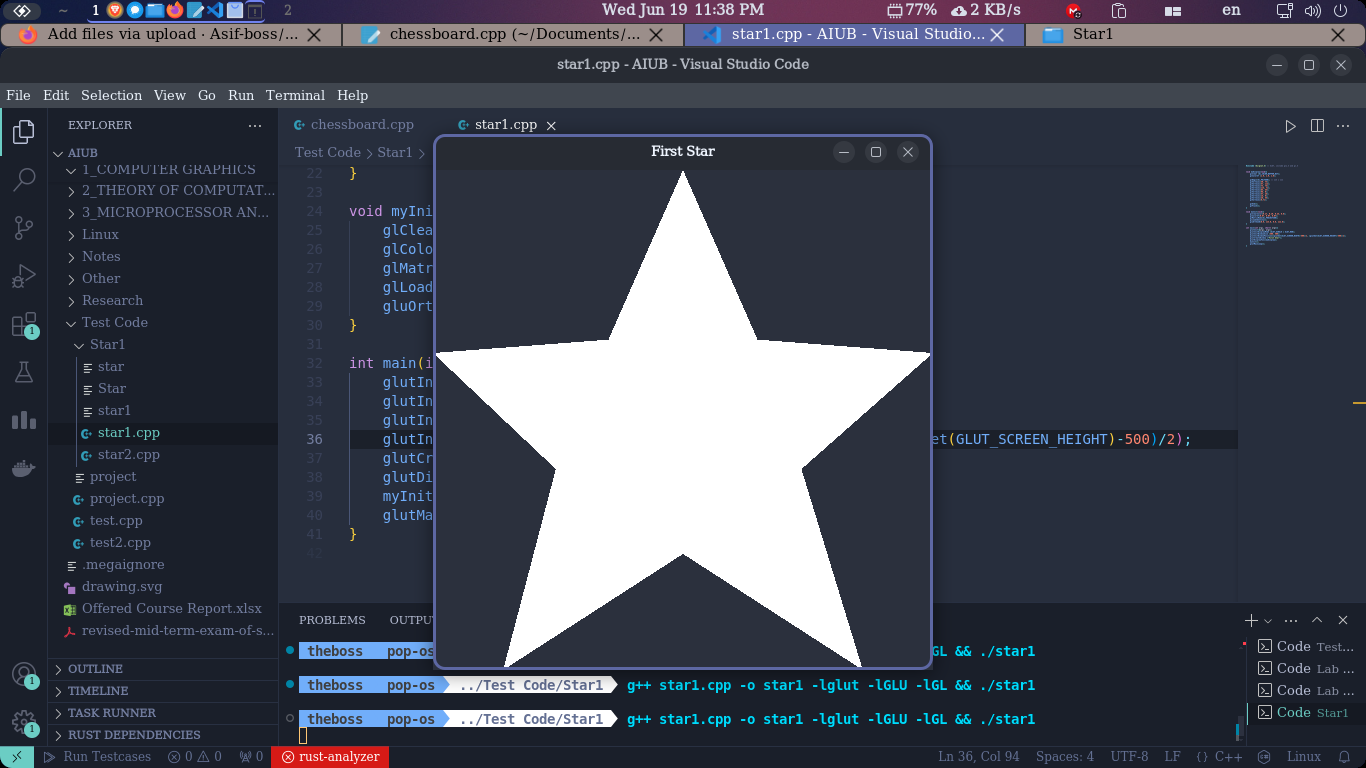 1 2 Wed Jun 19 11:38 PM 77% 2 KB/s en
Add files via upload · Asif-boss/... chessboard.cpp (~/Documents/... star1.cpp - AIUB - Visual Studio... Star1
star1.cpp - AIUB - Visual Studio Code
File Edit Selection View Go Run Terminal Help
EXPLORER
AIUB
1_COMPUTER GRAPHICS
2_THEORY OF COMPUTAT...
3_MICROPROCESSOR AN...
Linux
Notes
Other
Research
Test Code
Star1
star
Star
star1
star1.cpp
star2.cpp
project
project.cpp
test.cpp
test2.cpp
.megaignore
drawing.svg
Offered Course Report.xlsx
revised-mid-term-exam-of-s...
OUTLINE
TIMELINE
TASK RUNNER
RUST DEPENDENCIES
1
1
1
chessboard.cpp star1.cpp
Test Code > Star1 >
First Star
22 }
23
24 void myIni
25 glClea
26 glColo
27 glMatr
28 glLoad
29 gluOrt
30 }
31
32 int main(i
33 glutIn
34 glutIn
35 glutIn
36 glutIn et(GLUT_SCREEN_HEIGHT)-500)/2);
37 glutCr
38 glutDi
39 myInit
40 glutMa
41 }
42
PROBLEMS OUTPU
theboss pop-os GL && ./star1
theboss pop-os ../Test Code/Star1 g++ star1.cpp -o star1 -lglut -lGLU -lGL && ./star1
theboss pop-os ../Test Code/Star1 g++ star1.cpp -o star1 -lglut -lGLU -lGL && ./star1
Code Test...
Code Lab ...
Code Lab ...
Code Star1
Run Testcases 0 0 0 rust-analyzer Ln 36, Col 94 Spaces: 4 UTF-8 LF {} C++ Linux